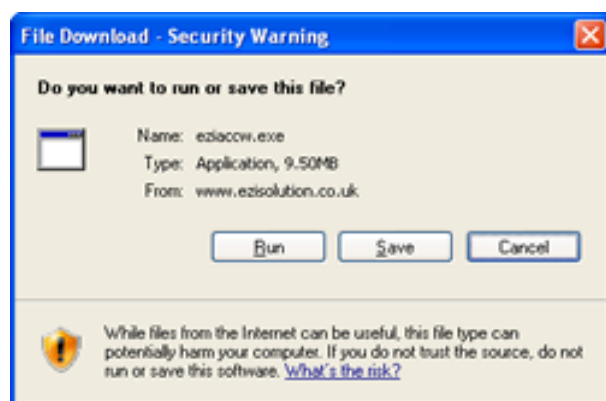 File Download - Security Warning
Do you want to run or save this file?
Name: eziaccw.exe
Type: Application, 9.50MB
From: www.ezisolution.co.uk
Run Save Cancel
While files from the Internet can be useful, this file type can
potentially harm your computer. If you do not trust the source, do not
run or save this software. What's the risk?